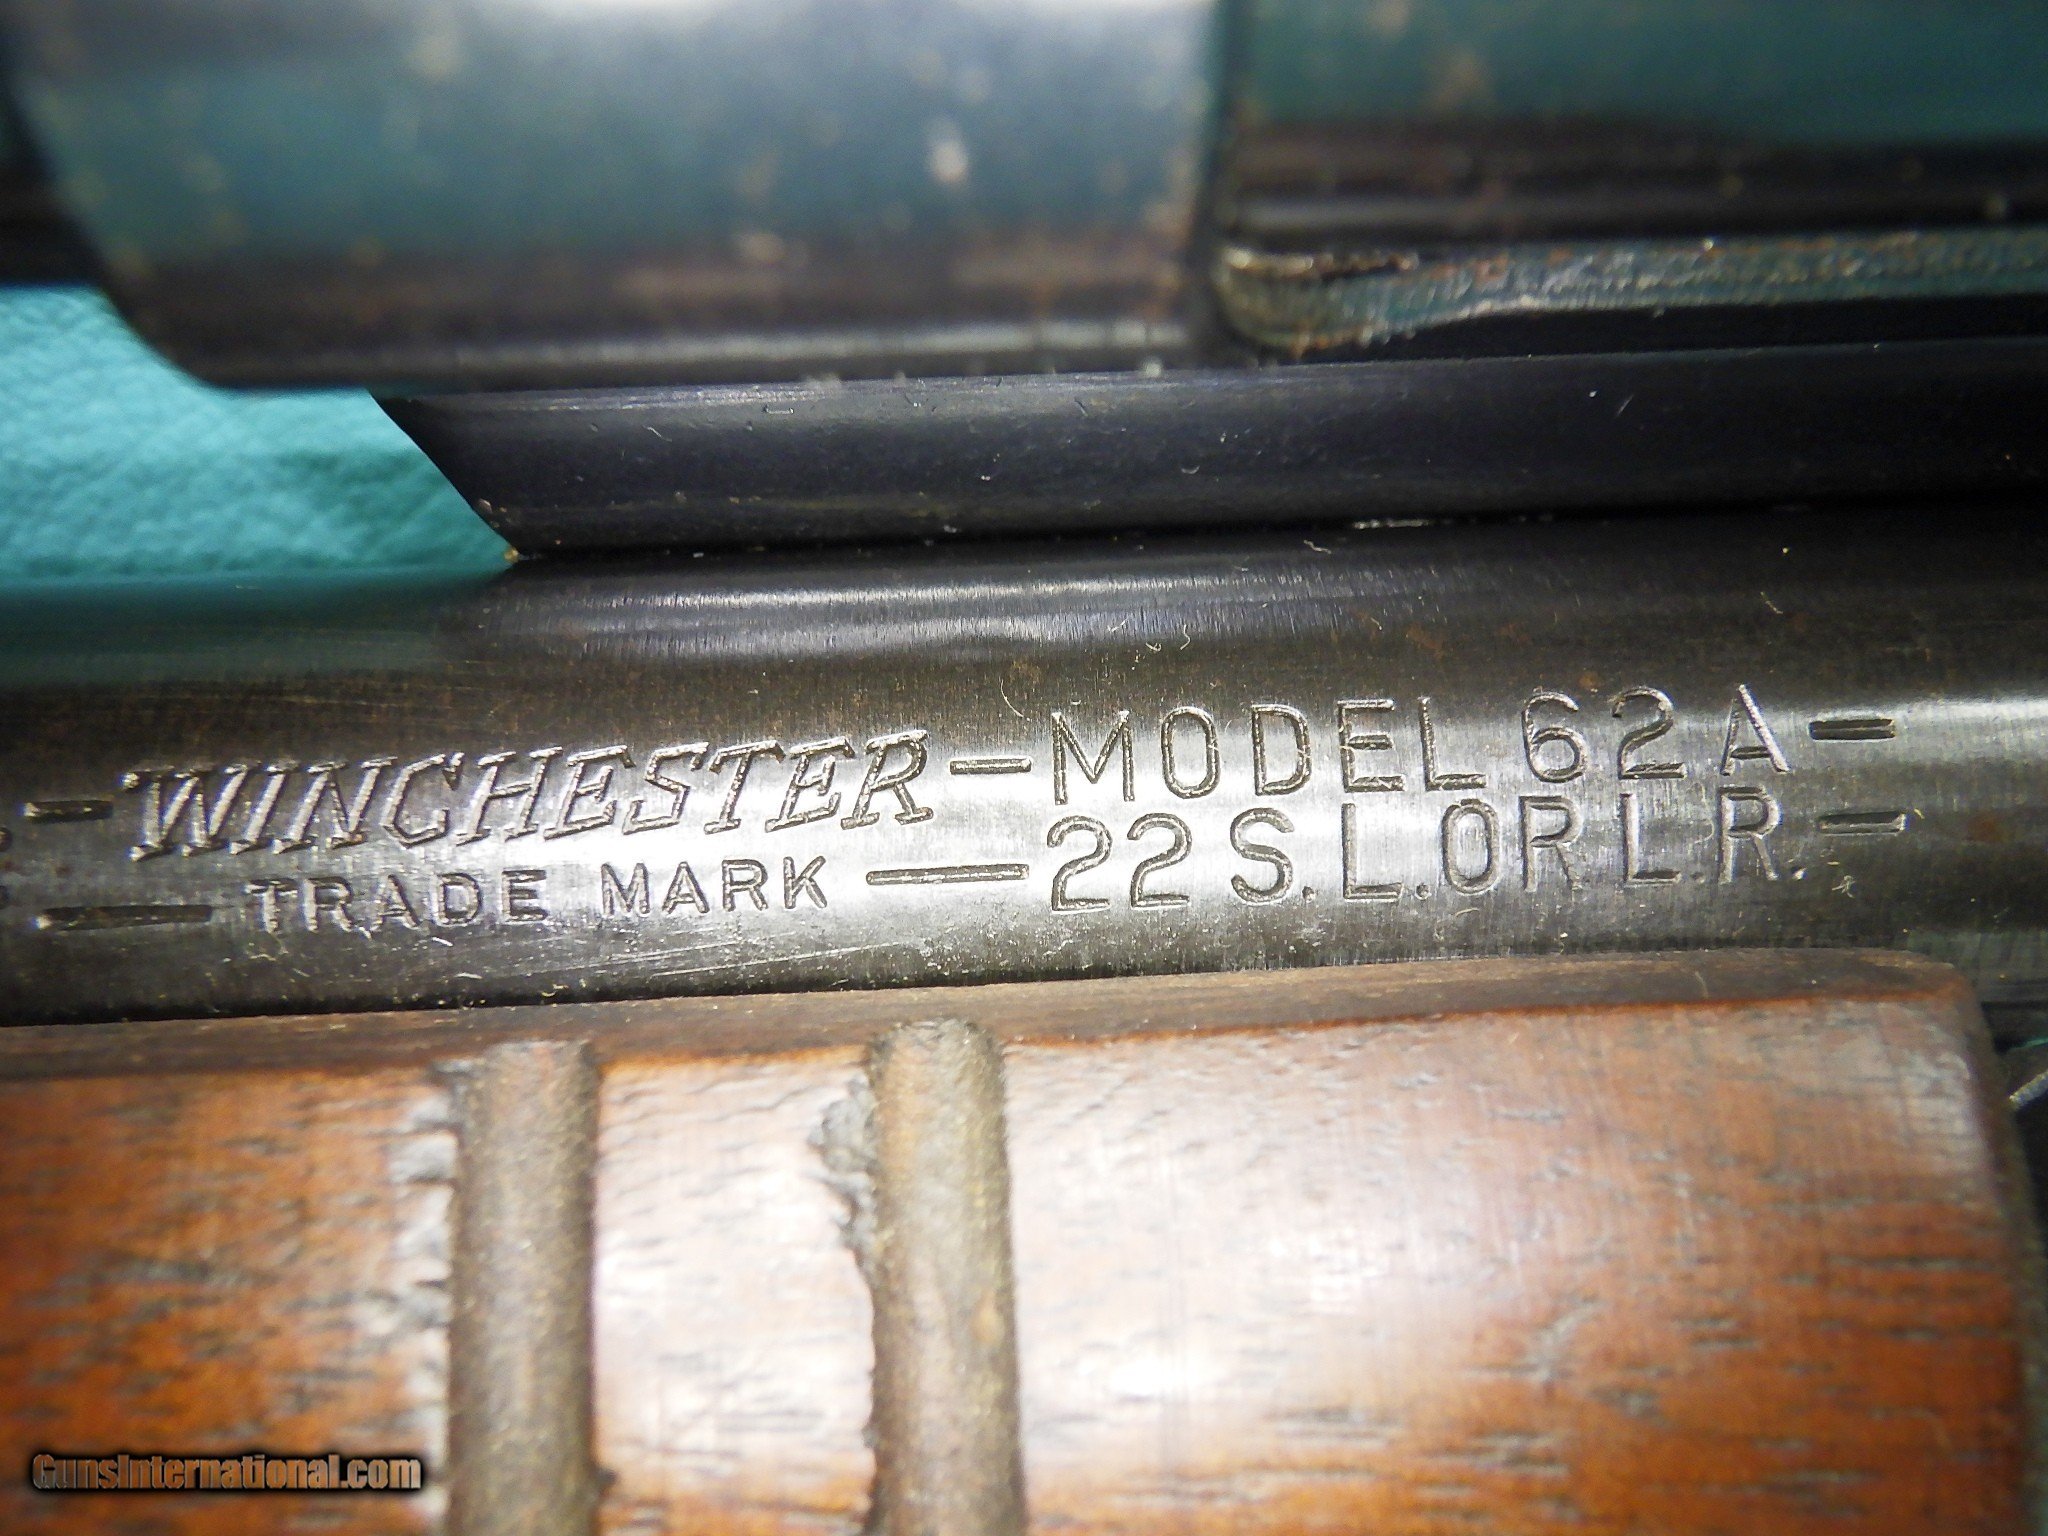 - WINCHESTER - MODEL 62 A -
— TRADE MARK — 22 S.L.OR L.R. -
GunsInternational.com